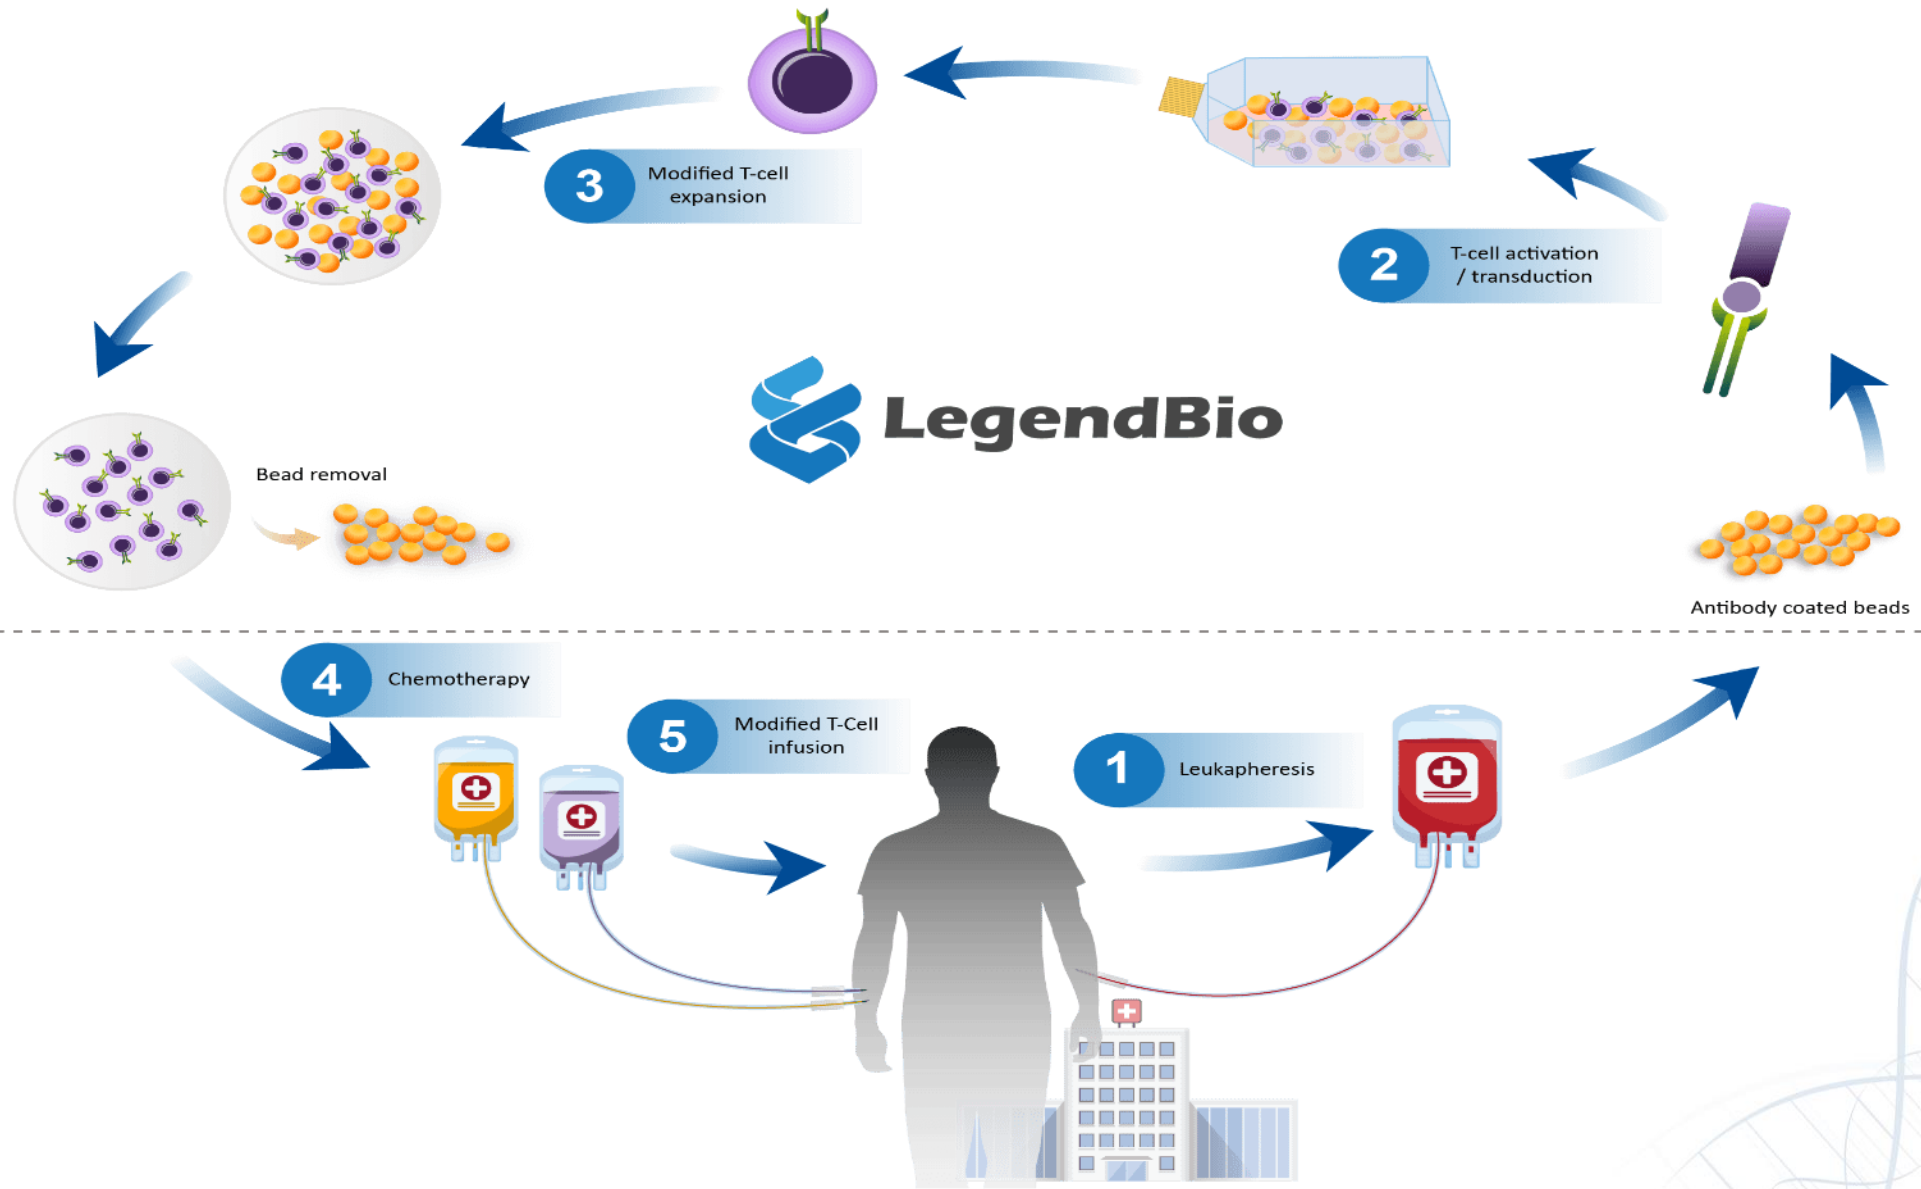 3
Modified T-cell
expansion
2
T-cell activation
/ transduction
LegendBio
Bead removal
Antibody coated beads
4
Chemotherapy
5
Modified T-Cell
infusion
1
Leukapheresis